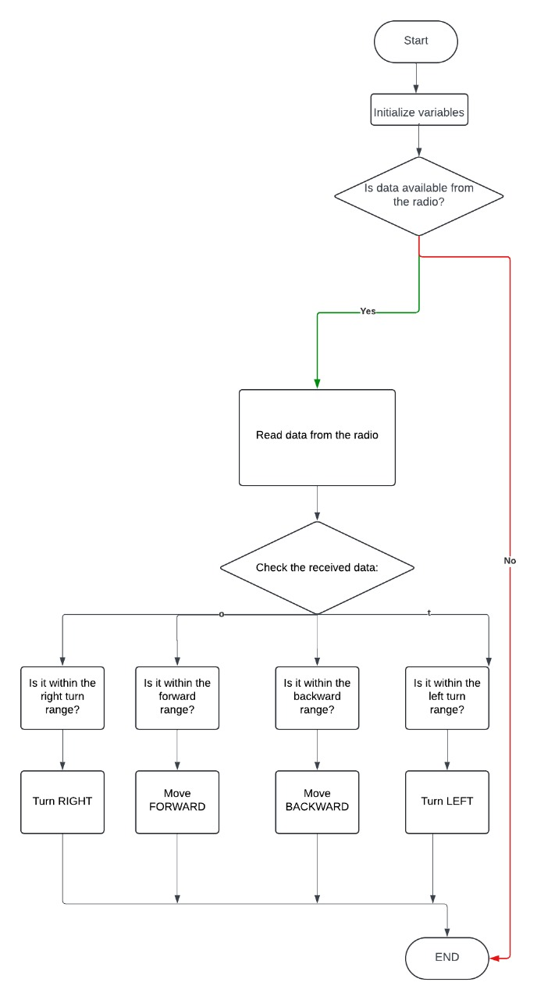 Start
Initialize variables
Is data available from
the radio?
Yes
Read data from the radio
No
Check the received data:
o
t
Is it within the
right turn
range?
Is it within the
forward
range?
Is it within the
backward
range?
Is it within the
left turn
range?
Turn RIGHT
Move
FORWARD
Move
BACKWARD
Turn LEFT
END